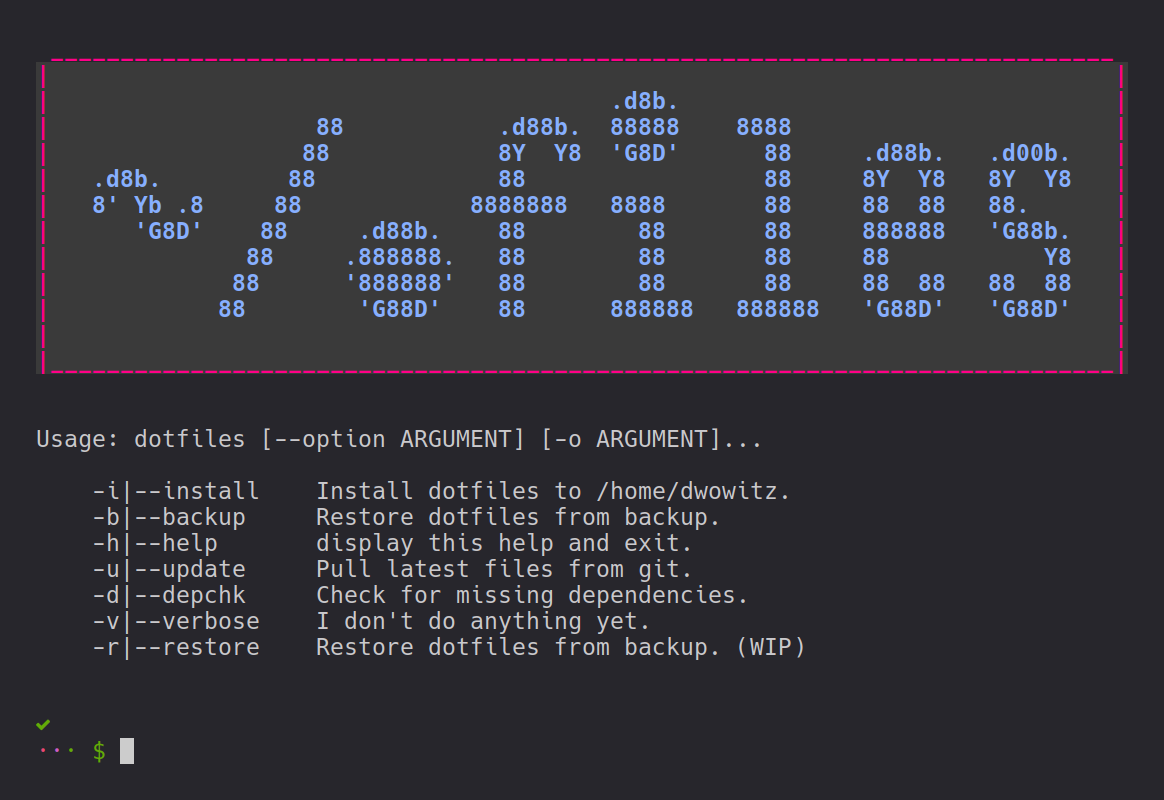 .d8b.
                    88           .d88b.  88888    8888
                   88            8Y  Y8  'G8D'      88     .d88b.   .d00b.
    .d8b.         88             88                 88     8Y  Y8   8Y  Y8
    8' Yb .8     88            8888888   8888       88     88  88   88.
       'G8D'    88     .d88b.    88        88       88     888888   'G88b.
               88     .888888.   88        88       88     88           Y8
              88      '888888'   88        88       88     88  88   88  88
             88        'G88D'    88      888888   888888   'G88D'   'G88D'
Usage: dotfiles [--option ARGUMENT] [-o ARGUMENT]...
    -i|--install    Install dotfiles to /home/dwowitz.
    -b|--backup     Restore dotfiles from backup.
    -h|--help       display this help and exit.
    -u|--update     Pull latest files from git.
    -d|--depchk     Check for missing dependencies.
    -v|--verbose    I don't do anything yet.
    -r|--restore    Restore dotfiles from backup. (WIP)
✔
··· $